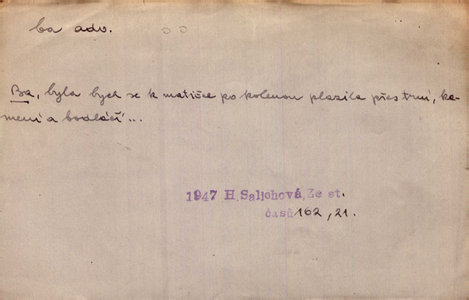 ba adv.
Ba, byla bych se k matičce po kolenou plazila přes trní, ka-
mení a bodláčí...
1947 H. Salichová, Ze st.
časů 162, 21.